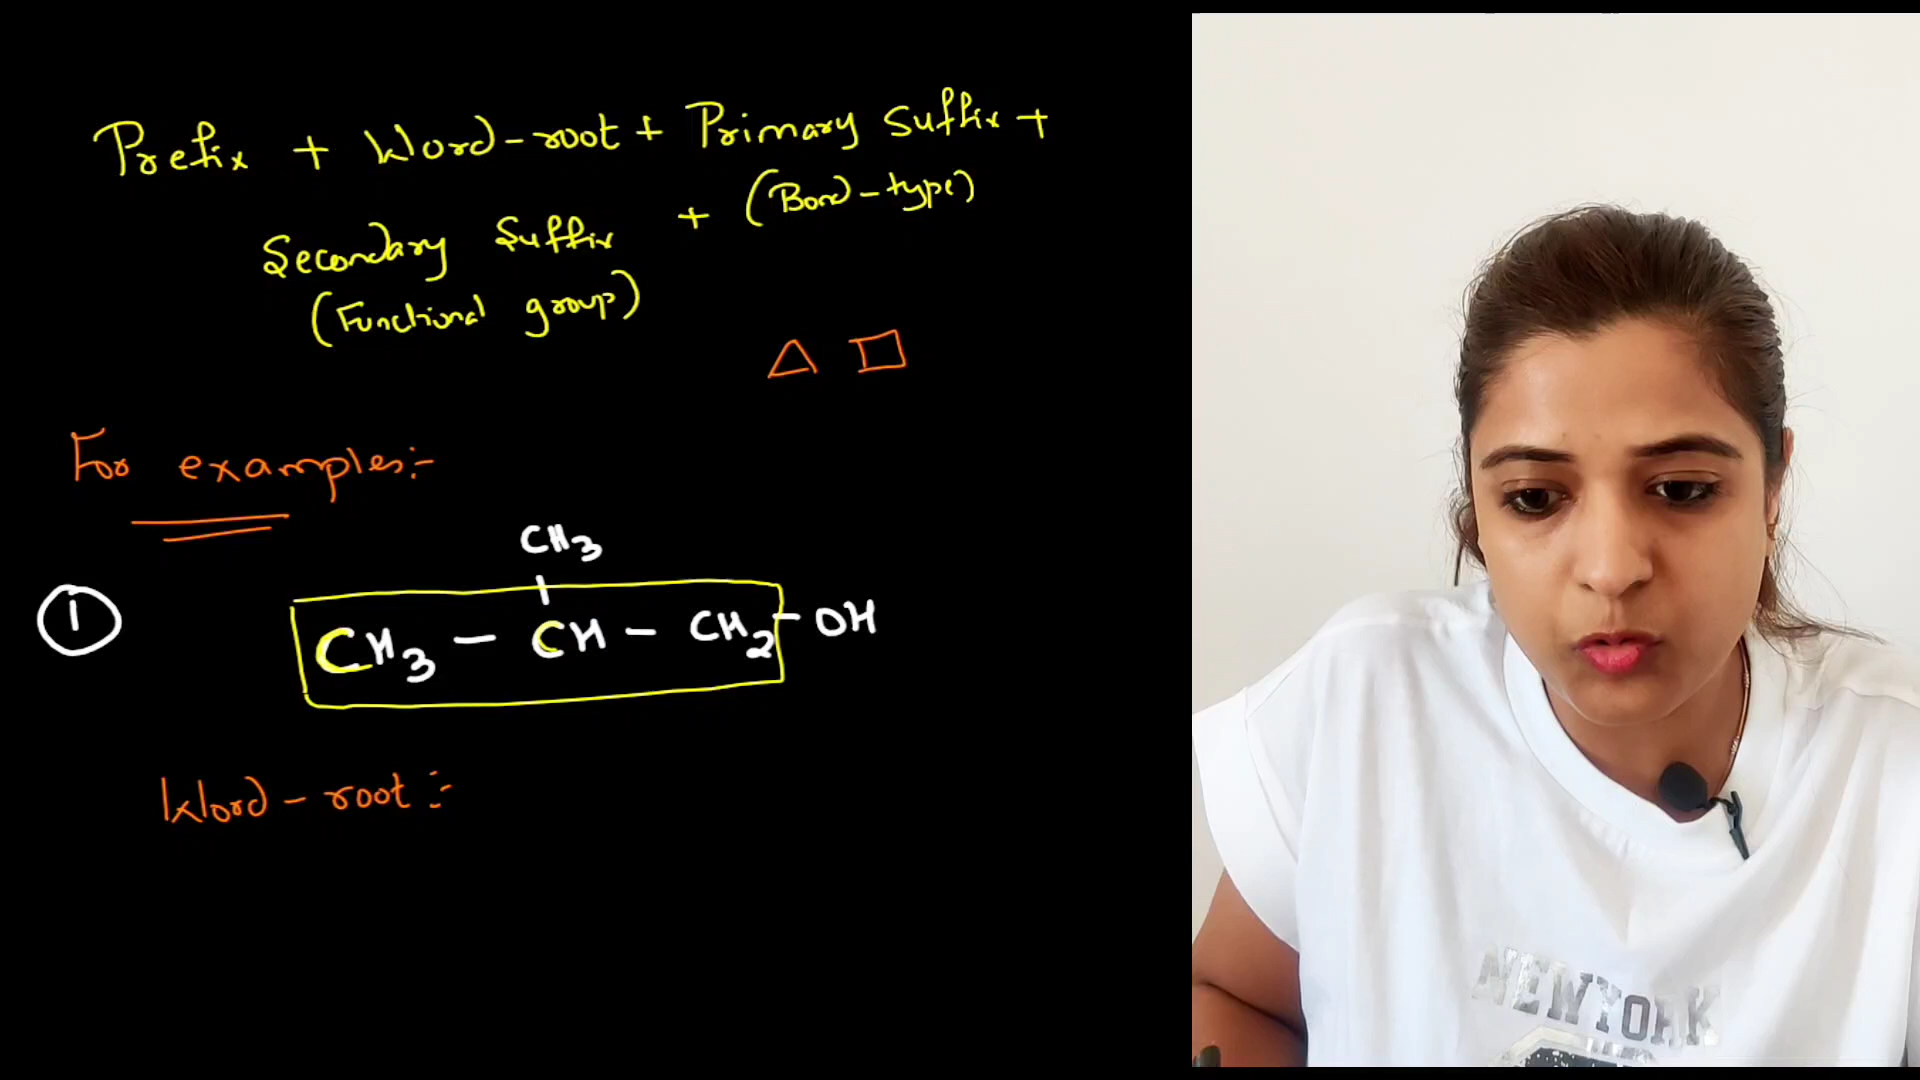 Prefix + Word-root + Primary Suffix +
(Bond-type)
Secondary Suffix +
(Functional group)
For examples:-
CH3
1 CH3 - CH - CH2 - OH
Word-root :-
NEWYORK